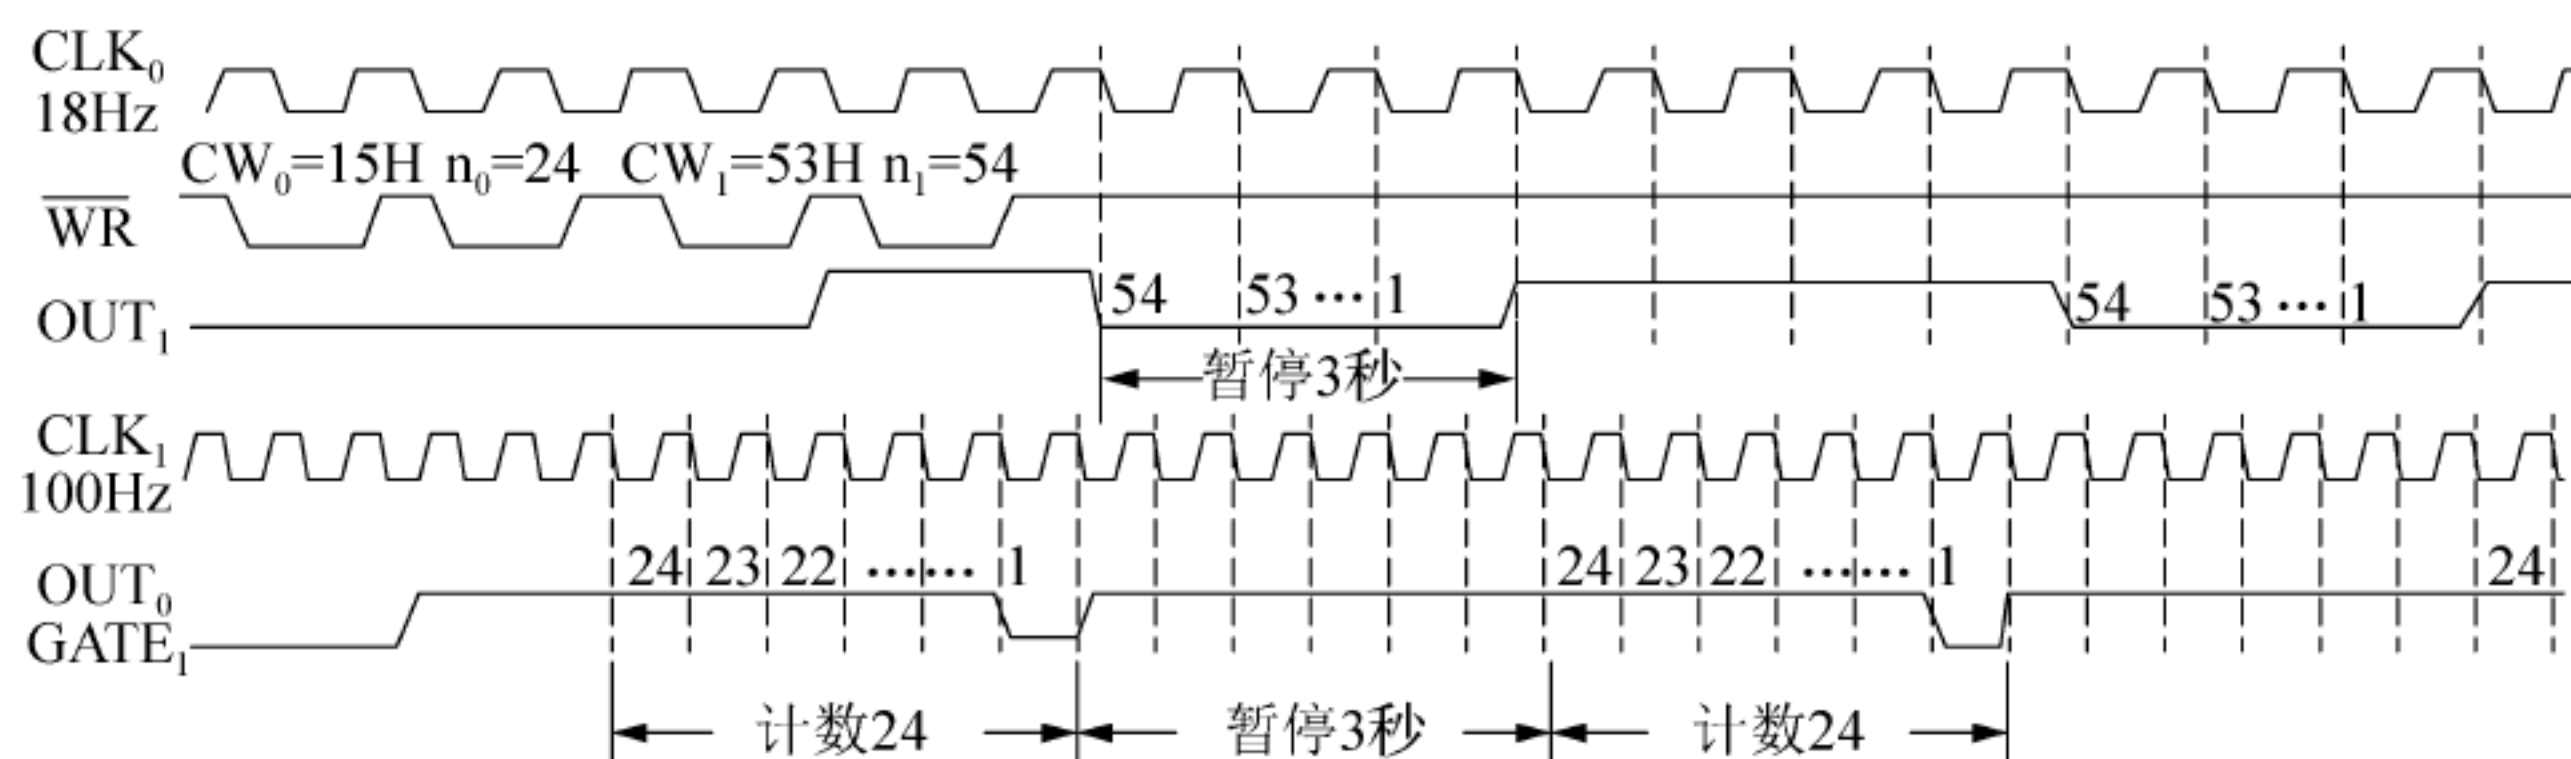 CLK₀
18Hz
CW₀=15H n₀=24 CW₁=53H n₁=54
WR
OUT₁ 54 53 … 1 54 53 … 1
暂停3秒
CLK₁
100Hz
24 23 22 …… 1 24 23 22 …… 1 24
OUT₀
GATE₁
计数24 暂停3秒 计数24